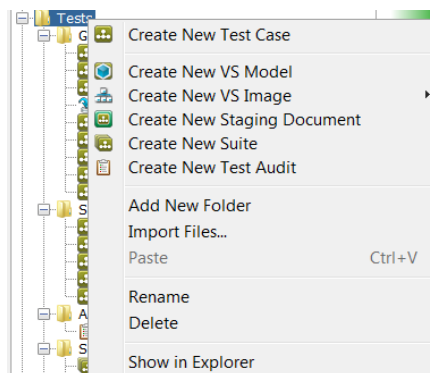 Tests
G
Create New Test Case
Create New VS Model
Create New VS Image
Create New Staging Document
Create New Suite
Create New Test Audit
S
Add New Folder
Import Files...
Paste Ctrl+V
Rename
A
Delete
S
Show in Explorer